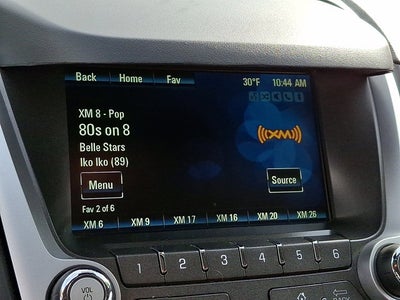 Back Home Fav 30°F 10:44 AM
XM 8 - Pop
80s on 8
Belle Stars
Iko Iko (89)
((XM))
Menu Source
Fav 2 of 6
XM 6 XM 9 XM 17 XM 16 XM 20 XM 26
1 2 3 4 5 6
VOL
BACK